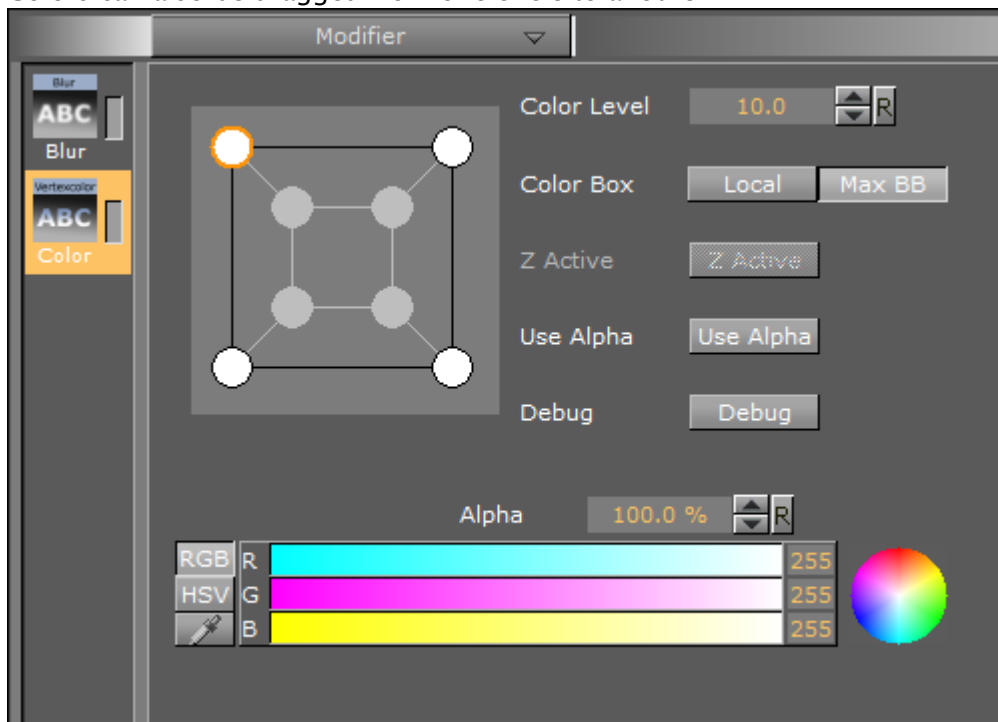 Modifier
Blur
ABC
Blur
Vertexcolor
ABC
Color
Color Level 10.0 R
Color Box Local Max BB
Z Active Z Active
Use Alpha Use Alpha
Debug Debug
Alpha 100.0 % R
RGB R 255
HSV G 255
B 255